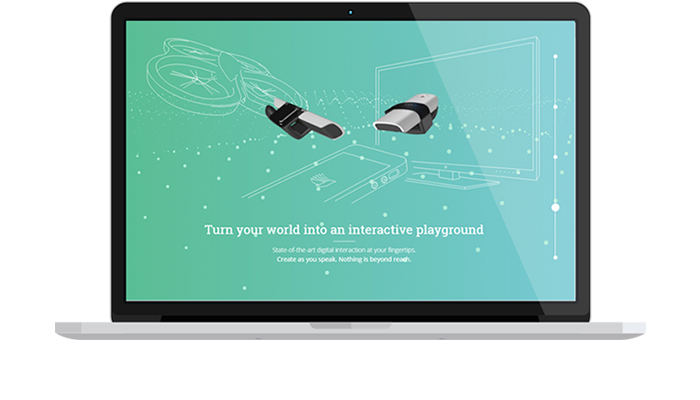 Turn your world into an interactive playground
State-of-the-art digital interaction at your fingertips.
Create as you speak. Nothing is beyond reach.